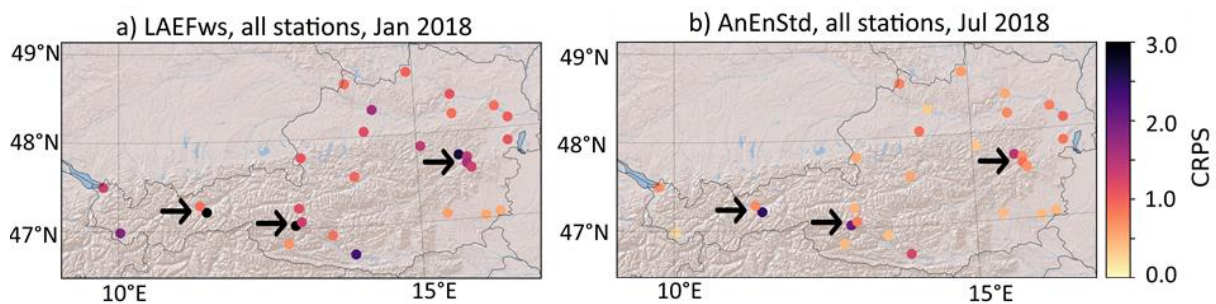 a) LAEFws, all stations, Jan 2018
49°N
48°N
47°N
10°E
15°E
b) AnEnStd, all stations, Jul 2018
49°N
48°N
47°N
10°E
15°E
3.0
2.0
1.0
0.0
CRPS